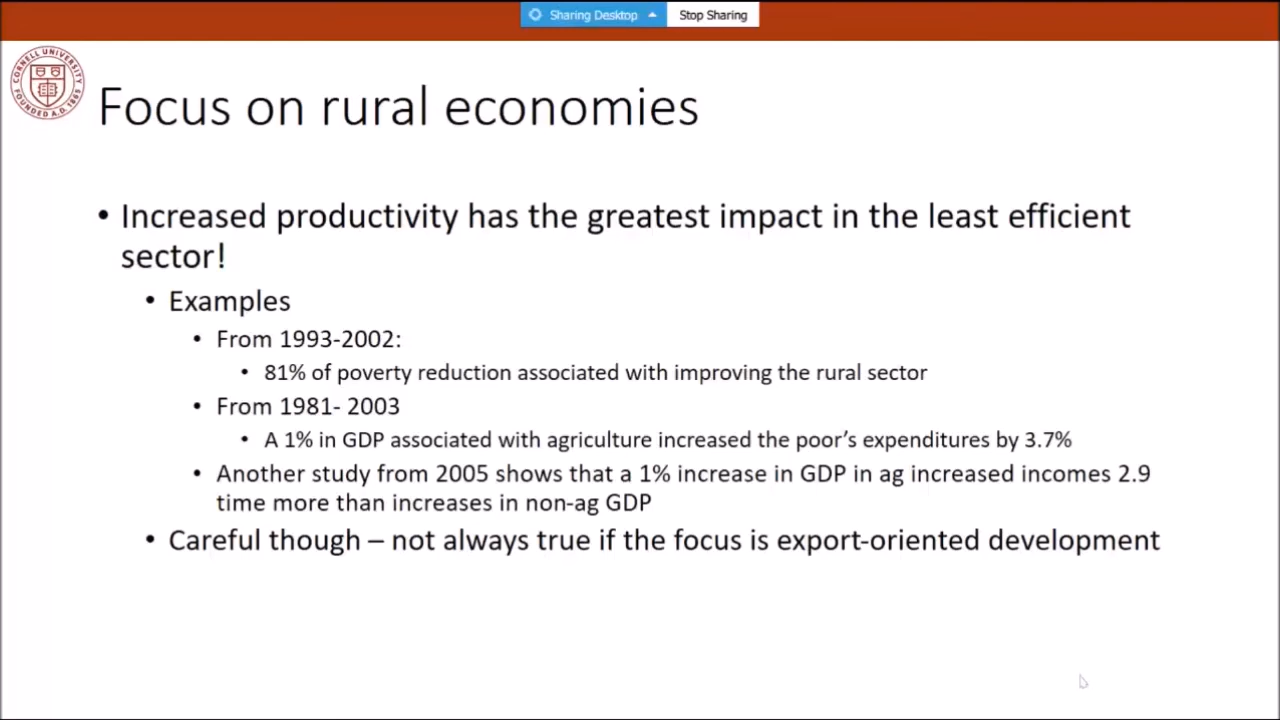 Sharing Desktop
Stop Sharing
CORNELL UNIVERSITY
FOUNDED A.D. 1865
Focus on rural economies
• Increased productivity has the greatest impact in the least efficient
sector!
• Examples
• From 1993-2002:
• 81% of poverty reduction associated with improving the rural sector
• From 1981- 2003
• A 1% in GDP associated with agriculture increased the poor's expenditures by 3.7%
• Another study from 2005 shows that a 1% increase in GDP in ag increased incomes 2.9
time more than increases in non-ag GDP
• Careful though – not always true if the focus is export-oriented development